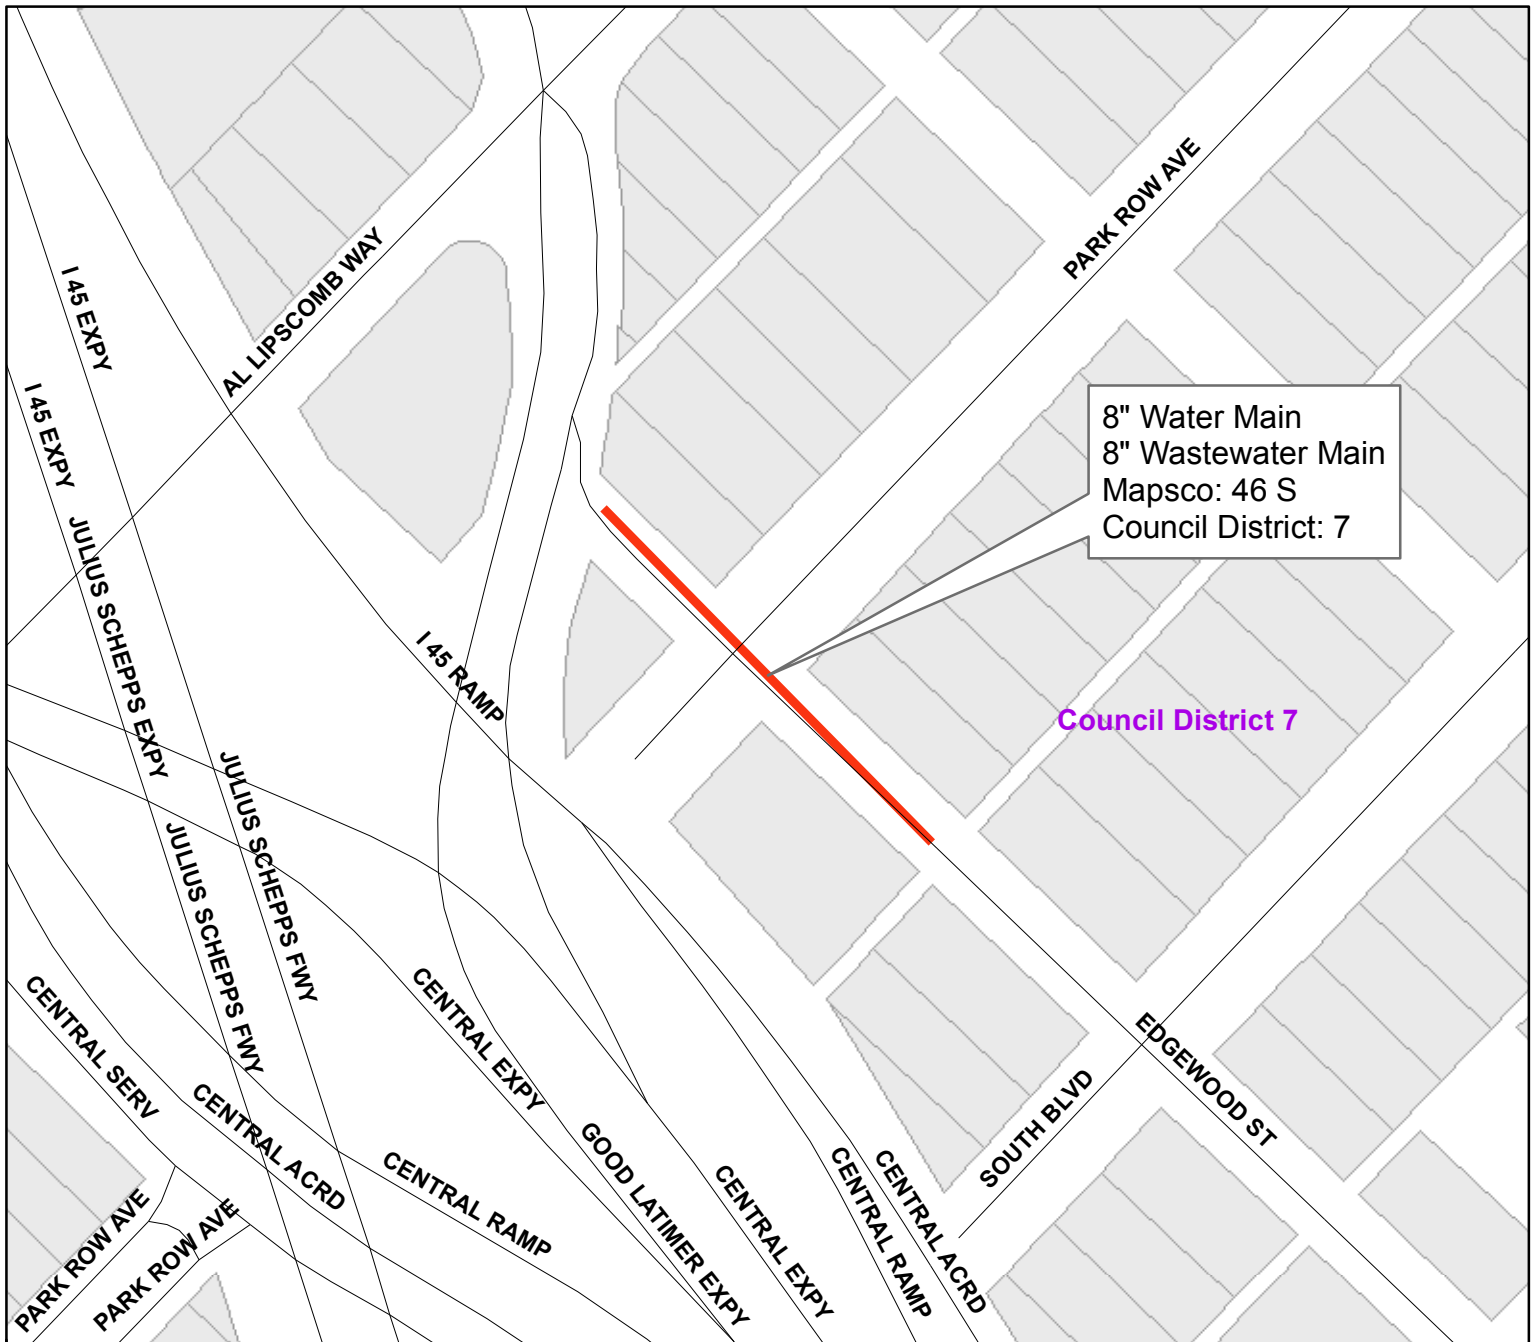 PARK ROW AVE
AL LIPSCOMB WAY
I 45 EXPY
I 45 EXPY
8" Water Main
8" Wastewater Main
Mapsco: 46 S
Council District: 7
JULIUS SCHEPPS EXPY
I 45 RAMP
Council District 7
JULIUS SCHEPPS FWY
JULIUS SCHEPPS FWY
CENTRAL SERV
CENTRAL EXPY
EDGEWOOD ST
SOUTH BLVD
CENTRAL ACRD
CENTRAL RAMP
GOOD LATIMER EXPY
CENTRAL EXPY
CENTRAL RAMP
CENTRAL ACRD
PARK ROW AVE
PARK ROW AVE